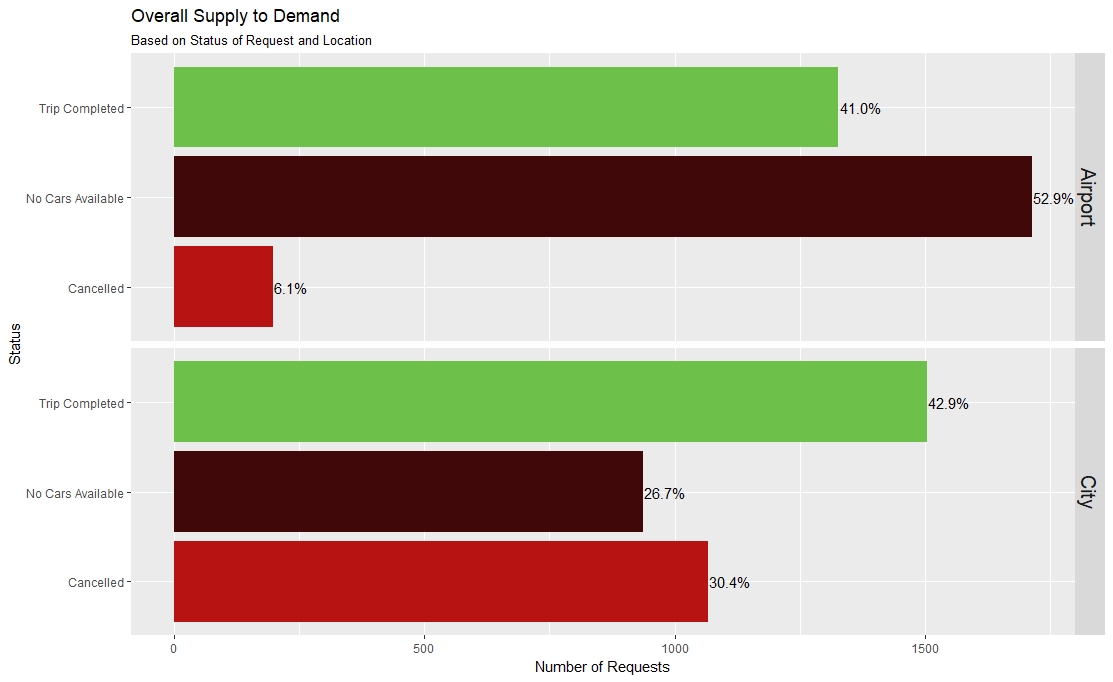 Overall Supply to Demand
Based on Status of Request and Location
Trip Completed
41.0%
No Cars Available
52.9%
Cancelled
6.1%
Airport
Status
Trip Completed
42.9%
No Cars Available
26.7%
Cancelled
30.4%
City
0 500 1000 1500
Number of Requests